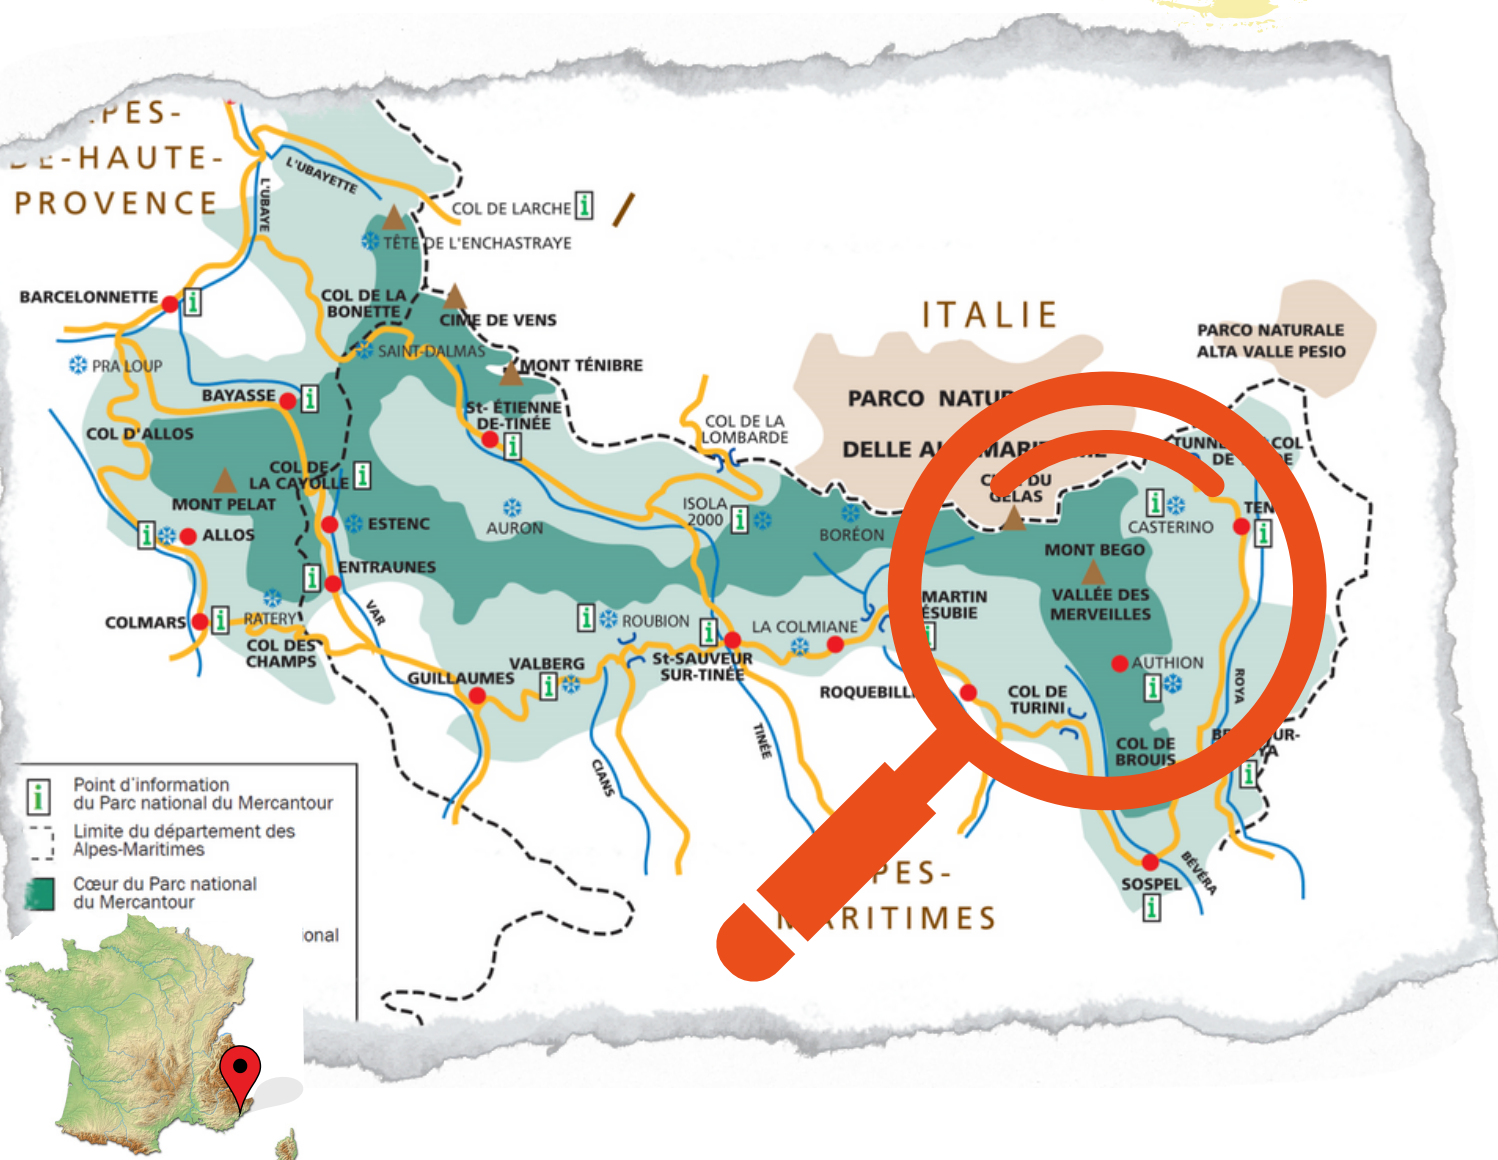 DE-HAUTE-
PROVENCE
L'UBAYETTE
L'UBAYE
COL DE LARCHE
TÊTE DE L'ENCHASTRAYE
BARCELONNETTE
COL DE LA
BONETTE
CIME DE VENS
SAINT-DALMAS
MONT TÉNIBRE
PRA LOUP
BAYASSE
St- ÉTIENNE
DE-TINÉE
COL D'ALLOS
COL DE
LA CAYOLLE
MONT PELAT
ESTENC
ALLOS
AURON
ENTRAUNES
COLMARS
RATERY
VAR
COL DES
CHAMPS
ITALIE
PARCO NATURALE
ALTA VALLE PESIO
PARCO
COL DE LA
LOMBARDE
ISOLA
2000
BORÉON
DU
GELAS
CASTERINO
MONT BEGO
VALLÉE DES
MERVEILLES
MARTIN
ROUBION
LA COLMIANE
VALBERG
GUILLAUMES
St-SAUVEUR
SUR-TINÉE
AUTHION
COL DE
TURINI
ROYA
COL DE
BROUIS
TINÉE
CIANS
SOSPEL
BÉVÉRA
MARITIMES
Point d'information
du Parc national du Mercantour
Limite du département des
Alpes-Maritimes
Cœur du Parc national
du Mercantour